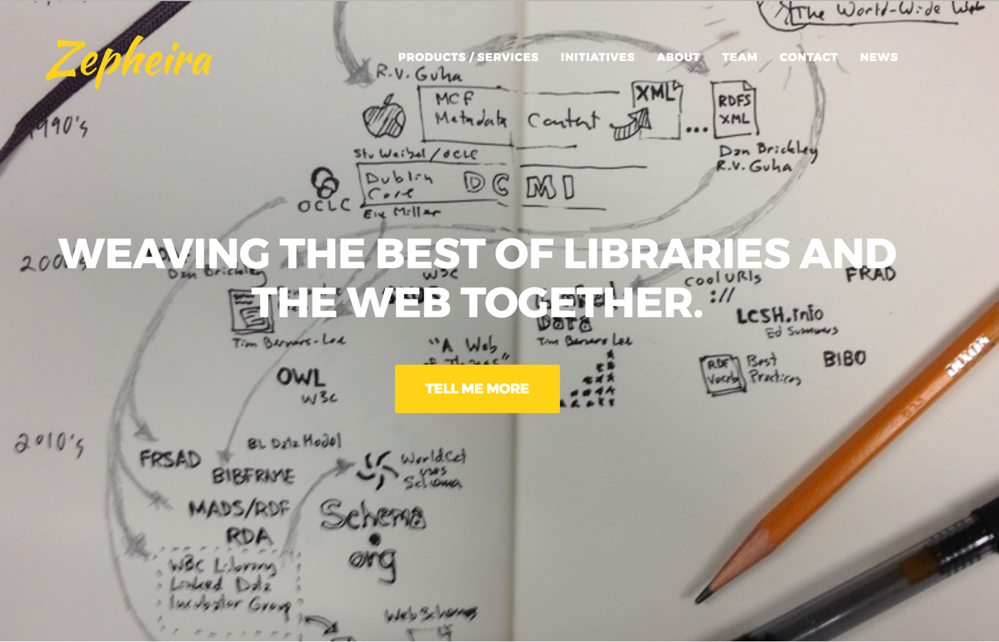 The World-Wide Web
Zepheira
PRODUCTS / SERVICES INITIATIVES ABOUT TEAM CONTACT NEWS
R.V. Guha
MCF
Metadata Content
XML
...
RDFS
XML
1990's
Stu Weibel / OCLC
Dan Brickley
R.V. Guha
Dublin
Core
DCMI
OCLC
Eric Miller
WEAVING THE BEST OF LIBRARIES AND
THE WEB TOGETHER.
2000's
Dan Brickley
W3C
Linked
Data
Tim Berners Lee
Cool URIs
://
FRAD
LCSH.info
Ed Summers
Tim Berners-Lee
"A Web
RDF
Vocab
Best
Practices
BIBO
OWL
W3C
TELL ME MORE
2010's
BL Data Model
FRSAD
BIBFRAME
WorldCat
uses
Schema
MADS/RDF
Schema
.
org
RDA
W3C Library
Linked Data
Incubator Group
Web Schemas
DIXON